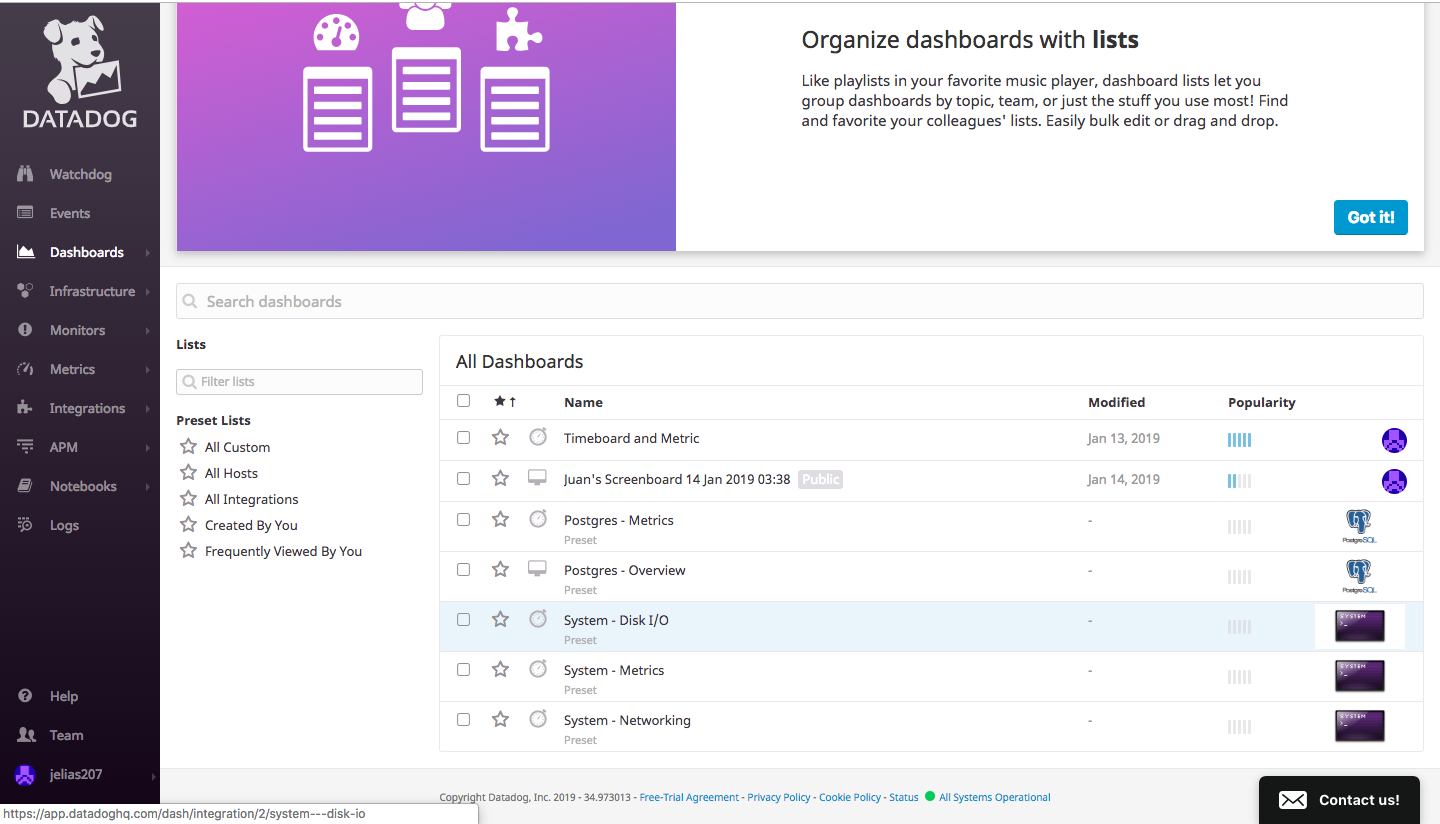 DATADOG
Watchdog
Events
Dashboards
Infrastructure
Monitors
Metrics
Integrations
APM
Notebooks
Logs
Help
Team
jelias207
Organize dashboards with lists
Like playlists in your favorite music player, dashboard lists let you
group dashboards by topic, team, or just the stuff you use most! Find
and favorite your colleagues' lists. Easily bulk edit or drag and drop.
Got it!
Search dashboards
Lists
Filter lists
Preset Lists
All Custom
All Hosts
All Integrations
Created By You
Frequently Viewed By You
All Dashboards
Name Modified Popularity
Timeboard and Metric Jan 13, 2019
Juan's Screenboard 14 Jan 2019 03:38 Public Jan 14, 2019
Postgres - Metrics -
Preset
PostgreSQL
Postgres - Overview -
Preset
PostgreSQL
System - Disk I/O -
Preset
SYSTEM
>_
System - Metrics -
Preset
SYSTEM
>_
System - Networking -
Preset
SYSTEM
>_
Copyright Datadog, Inc. 2019 - 34.973013 - Free-Trial Agreement - Privacy Policy - Cookie Policy - Status All Systems Operational
Contact us!
https://app.datadoghq.com/dash/integration/2/system---disk-io